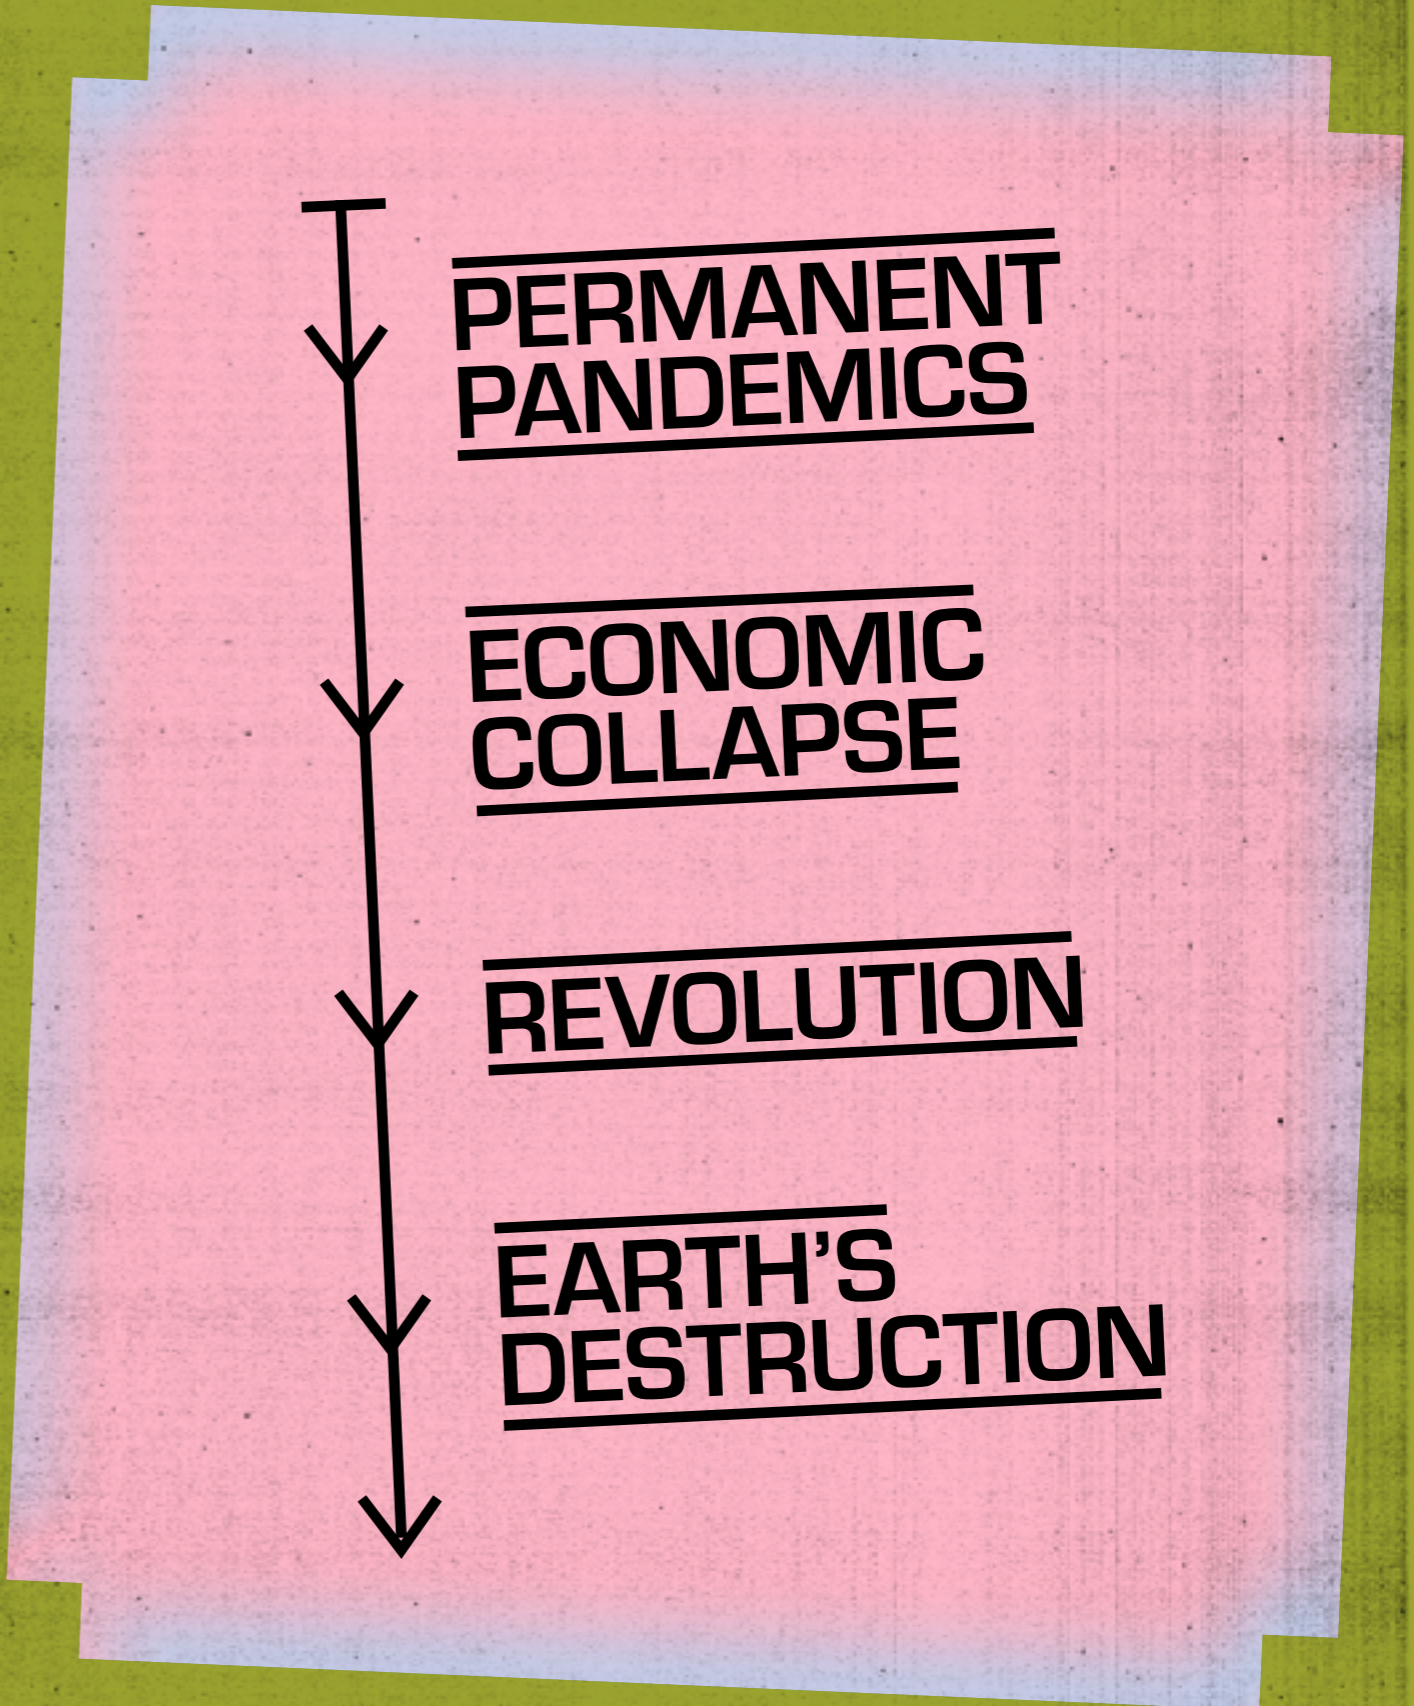 PERMANENT
PANDEMICS
ECONOMIC
COLLAPSE
REVOLUTION
EARTH’S
DESTRUCTION